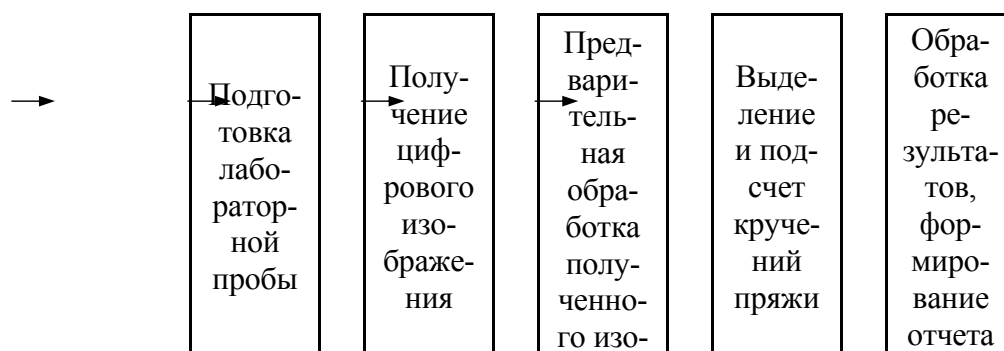 Подго-
товка
лабо-
ратор-
ной
пробы
Полу-
чение
циф-
рового
изо-
браже-
ния
Пред-
вари-
тель-
ная
обра-
ботка
полу-
ченно-
го изо-
Выде-
ление
и под-
счет
круче-
ний
пряжи
Обра-
ботка
ре-
зульта-
тов,
фор-
миро-
вание
отчета